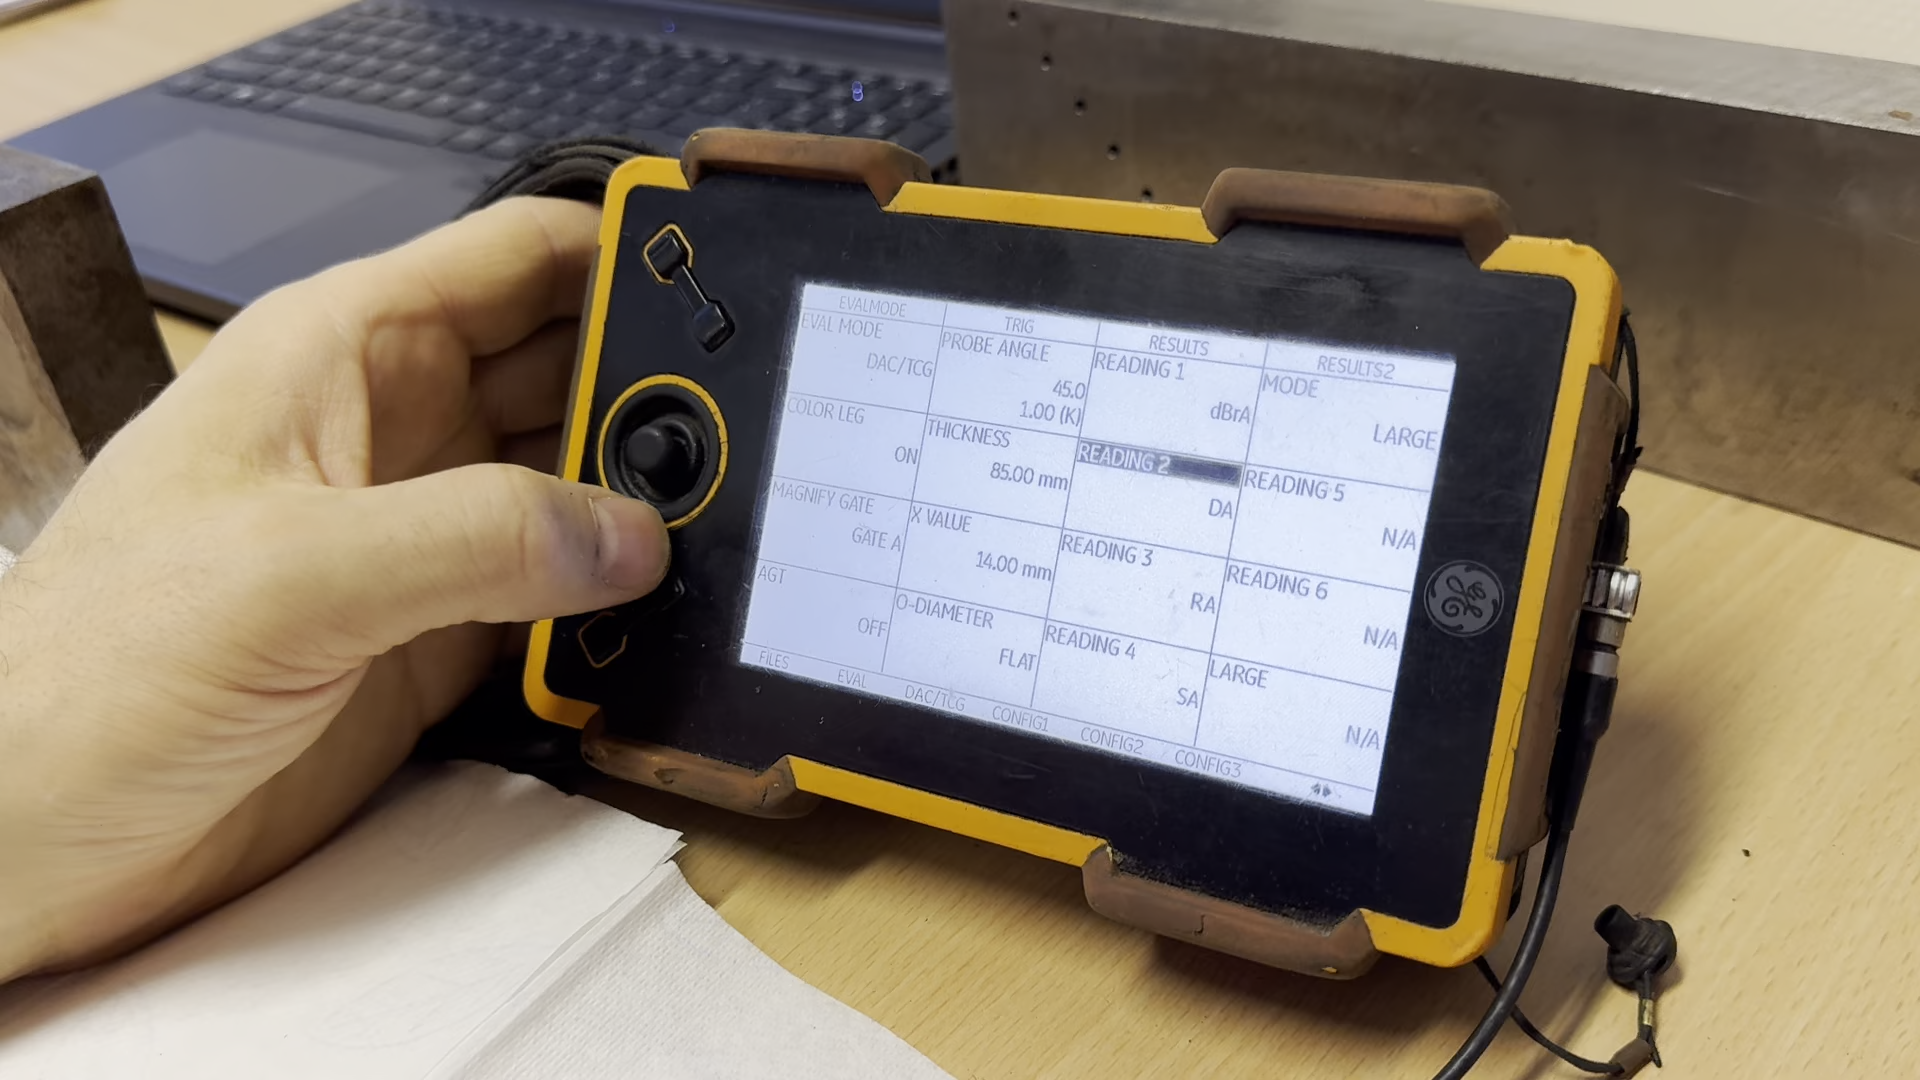 EVALMODE
TRIG
RESULTS
RESULTS2
EVAL MODE
DAC/TCG
COLOR LEG
ON
MAGNIFY GATE
GATE A
AGT
OFF
PROBE ANGLE
45.0
1.00 (K)
THICKNESS
85.00 mm
X VALUE
14.00 mm
O-DIAMETER
FLAT
READING 1
dBrA
READING 2
DA
READING 3
RA
READING 4
SA
MODE
LARGE
READING 5
N/A
READING 6
N/A
LARGE
N/A
FILES
EVAL
DAC/TCG
CONFIG1
CONFIG2
CONFIG3
GE